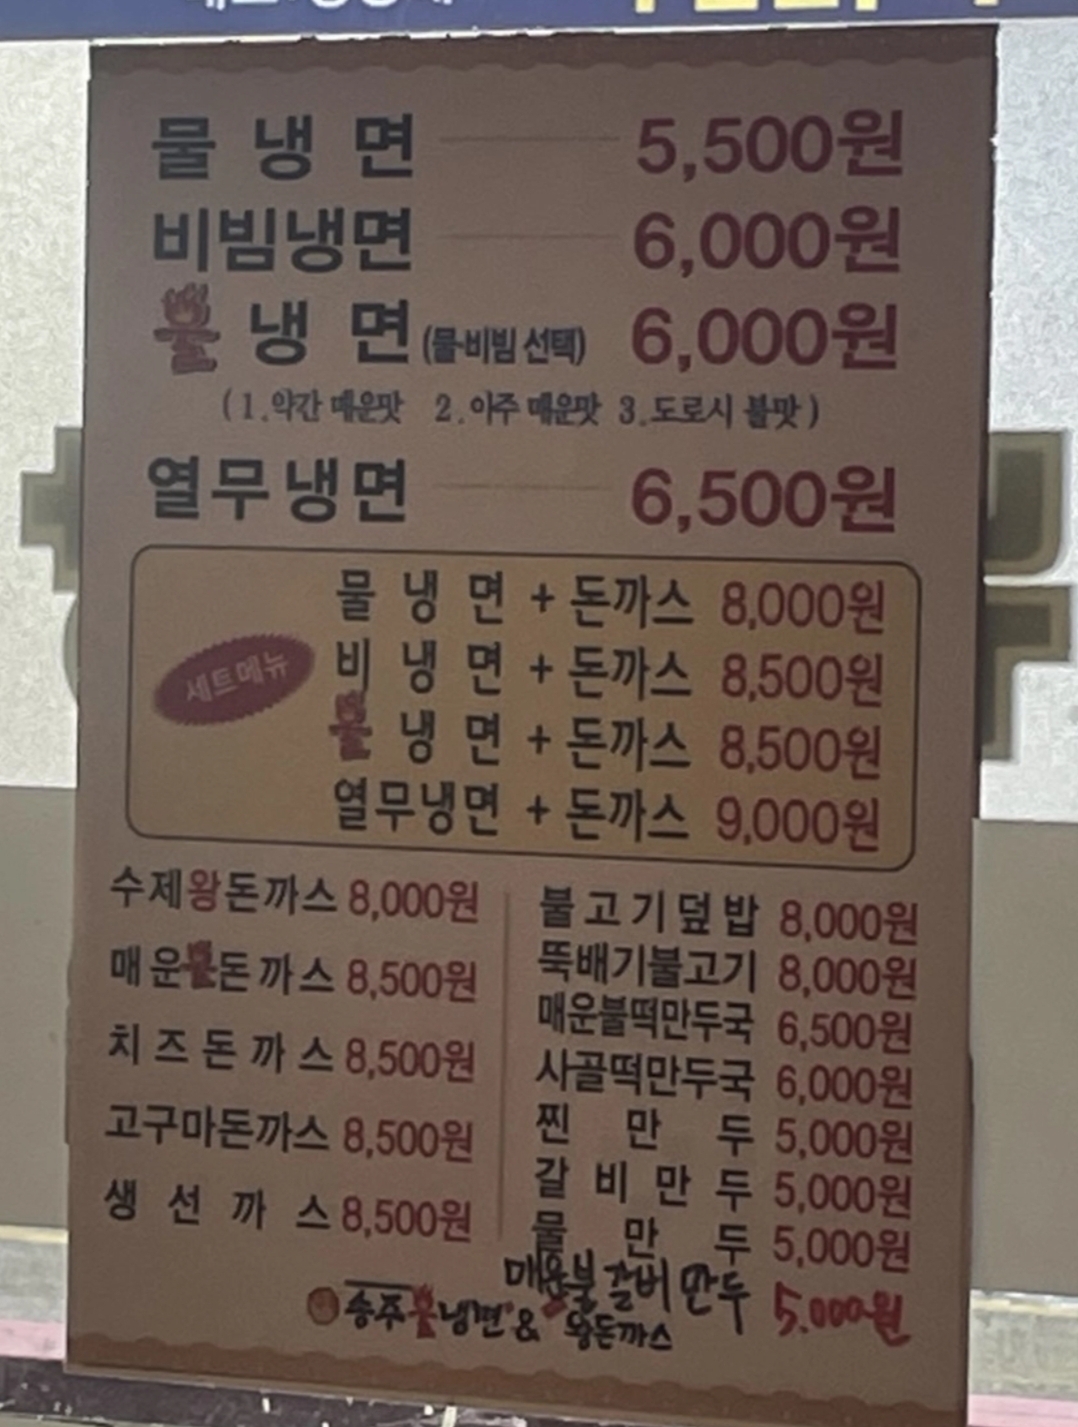 물냉면 5,500원
비빔냉면 6,000원
불냉면 (물·비빔 선택) 6,000원
(1.약간 매운맛 2.아주 매운맛 3.도로시 불맛)
열무냉면 6,500원
세트메뉴
물냉면 + 돈까스 8,000원
비냉면 + 돈까스 8,500원
불냉면 + 돈까스 8,500원
열무냉면 + 돈까스 9,000원
수제왕돈까스 8,000원
매운불돈까스 8,500원
치즈돈까스 8,500원
고구마돈까스 8,500원
생선까스 8,500원
불고기덮밥 8,000원
뚝배기불고기 8,000원
매운불떡만두국 6,500원
사골떡만두국 6,000원
찐만두 5,000원
갈비만두 5,000원
물만두 5,000원
매운불갈비만두 5.000원
송주불냉면 & 왕돈까스